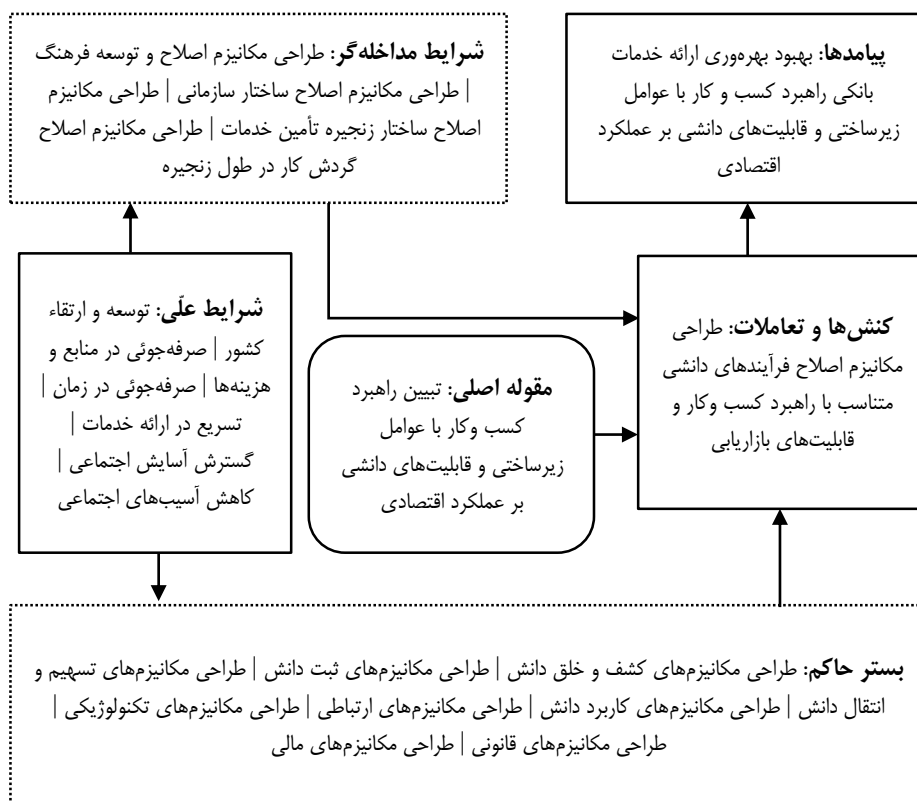 شرایط مداخله‌گر: طراحی مکانیزم اصلاح و توسعه فرهنگ
| طراحی مکانیزم اصلاح ساختار سازمانی | طراحی مکانیزم
اصلاح ساختار زنجیره تأمین خدمات | طراحی مکانیزم اصلاح
گردش کار در طول زنجیره
پیامدها: بهبود بهره‌وری ارائه خدمات
بانکی راهبرد کسب و کار با عوامل
زیرساختی و قابلیت‌های دانشی بر عملکرد
اقتصادی
شرایط علّی: توسعه و ارتقاء
کشور | صرفه‌جوئی در منابع و
هزینه‌ها | صرفه‌جوئی در زمان |
تسریع در ارائه خدمات |
گسترش آسایش اجتماعی |
کاهش آسیب‌های اجتماعی
مقوله اصلی: تبیین راهبرد
کسب وکار با عوامل
زیرساختی و قابلیت‌های دانشی
بر عملکرد اقتصادی
کنش‌ها و تعاملات: طراحی
مکانیزم اصلاح فرآیندهای دانشی
متناسب با راهبرد کسب وکار و
قابلیت‌های بازاریابی
بستر حاکم: طراحی مکانیزم‌های کشف و خلق دانش | طراحی مکانیزم‌های ثبت دانش | طراحی مکانیزم‌های تسهیم و
انتقال دانش | طراحی مکانیزم‌های کاربرد دانش | طراحی مکانیزم‌های ارتباطی | طراحی مکانیزم‌های تکنولوژیکی |
طراحی مکانیزم‌های قانونی | طراحی مکانیزم‌های مالی